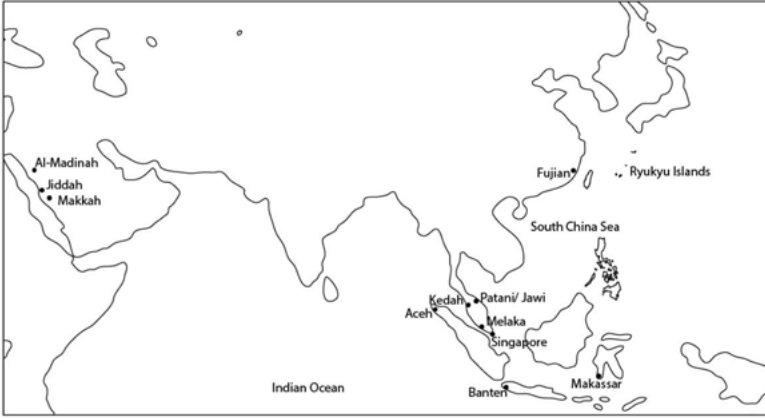 Al-Madinah
Jiddah
Makkah
Fujian
Ryukyu Islands
South China Sea
Kedah
Patani/ Jawi
Aceh
Melaka
Singapore
Indian Ocean
Banten
Makassar